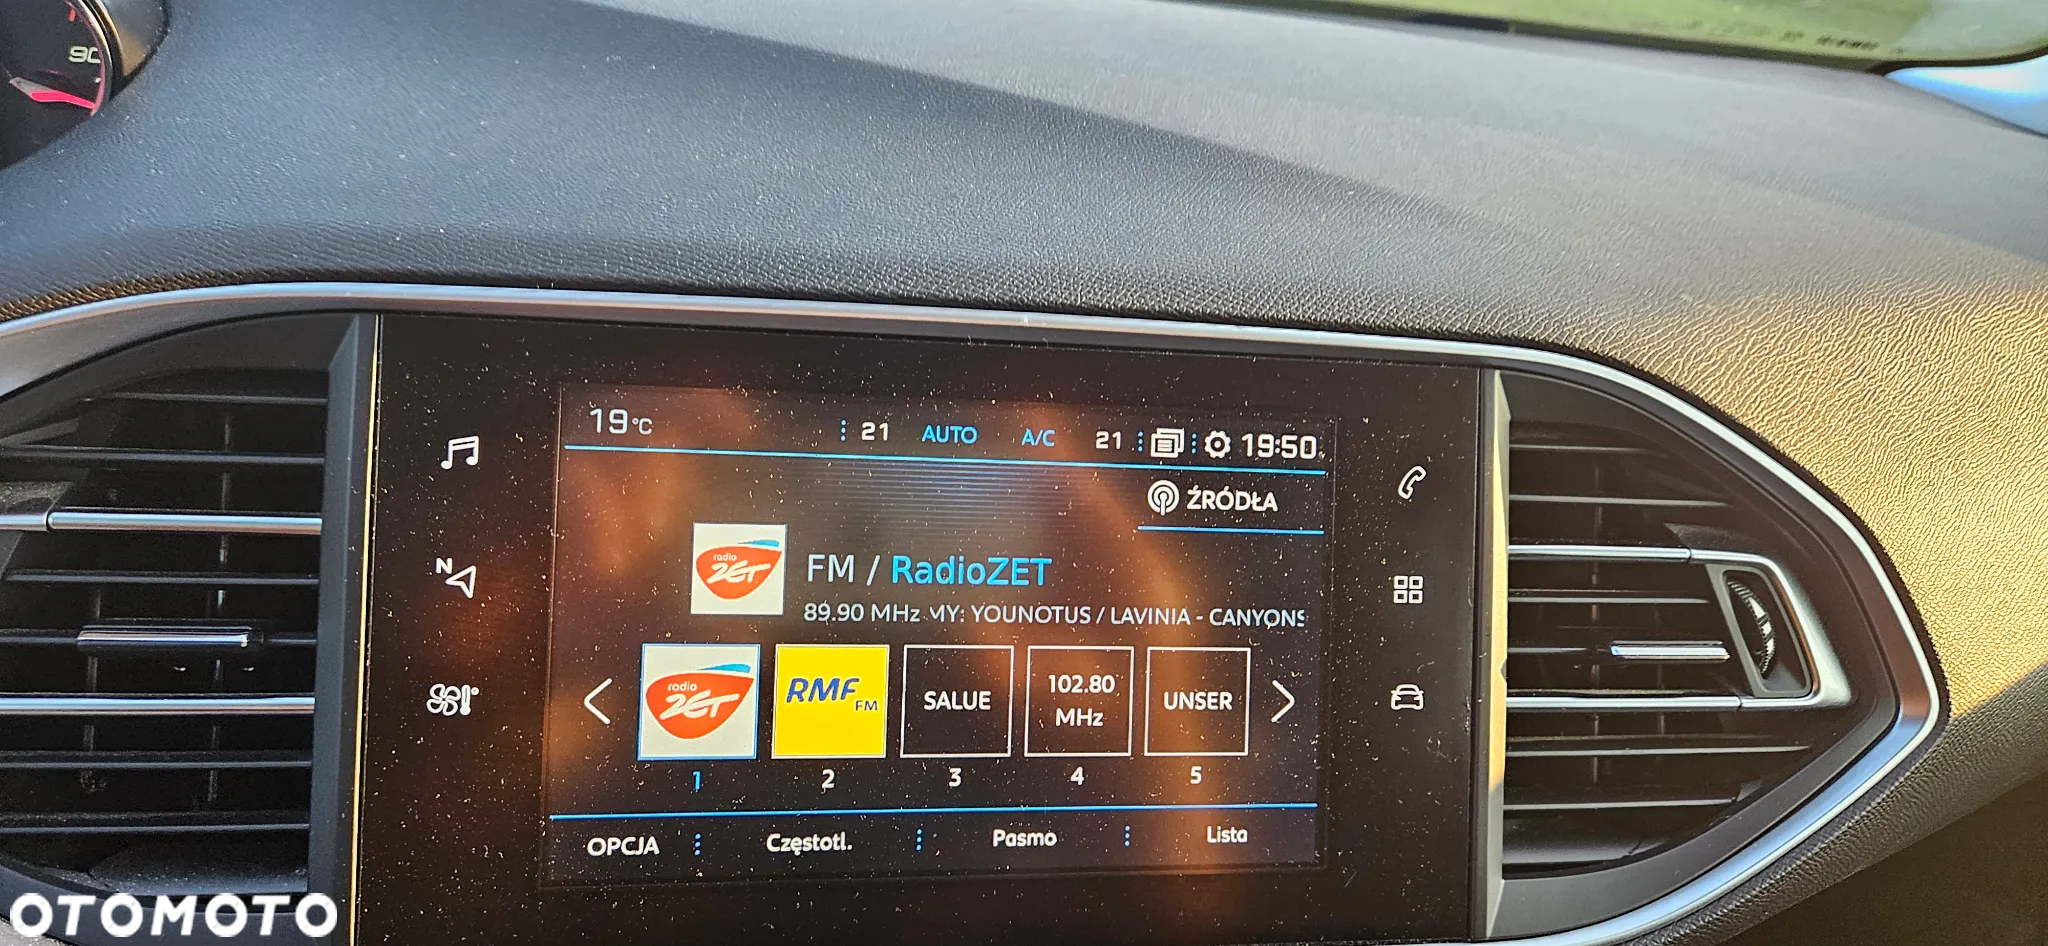 90
19°C
21 AUTO A/C 21 19:50
ŹRÓDŁA
radio ZET
FM / RadioZET
89.90 MHz MY: YOUNOTUS / LAVINIA - CANYONS
radio ZET
RMF FM
SALUE
102.80 MHz
UNSER
1 2 3 4 5
OPCJA Częstotl. Pasmo Lista
N
OTOMOTO